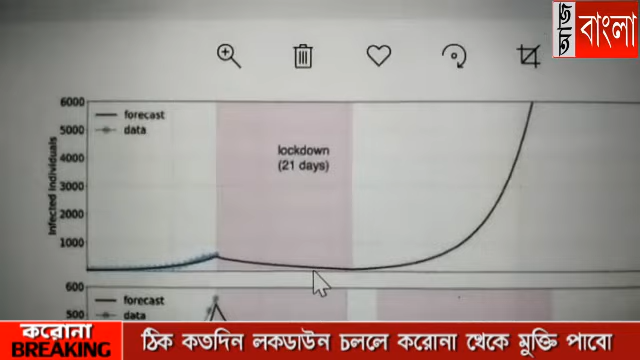 আজ বাংলা
6000
5000
4000
3000
2000
1000
Infected individuals
forecast
data
lockdown
(21 days)
600
500
forecast
data
করোনা
BREAKING
ঠিক কতদিন লকডাউন চললে করোনা থেকে মুক্তি পাবো